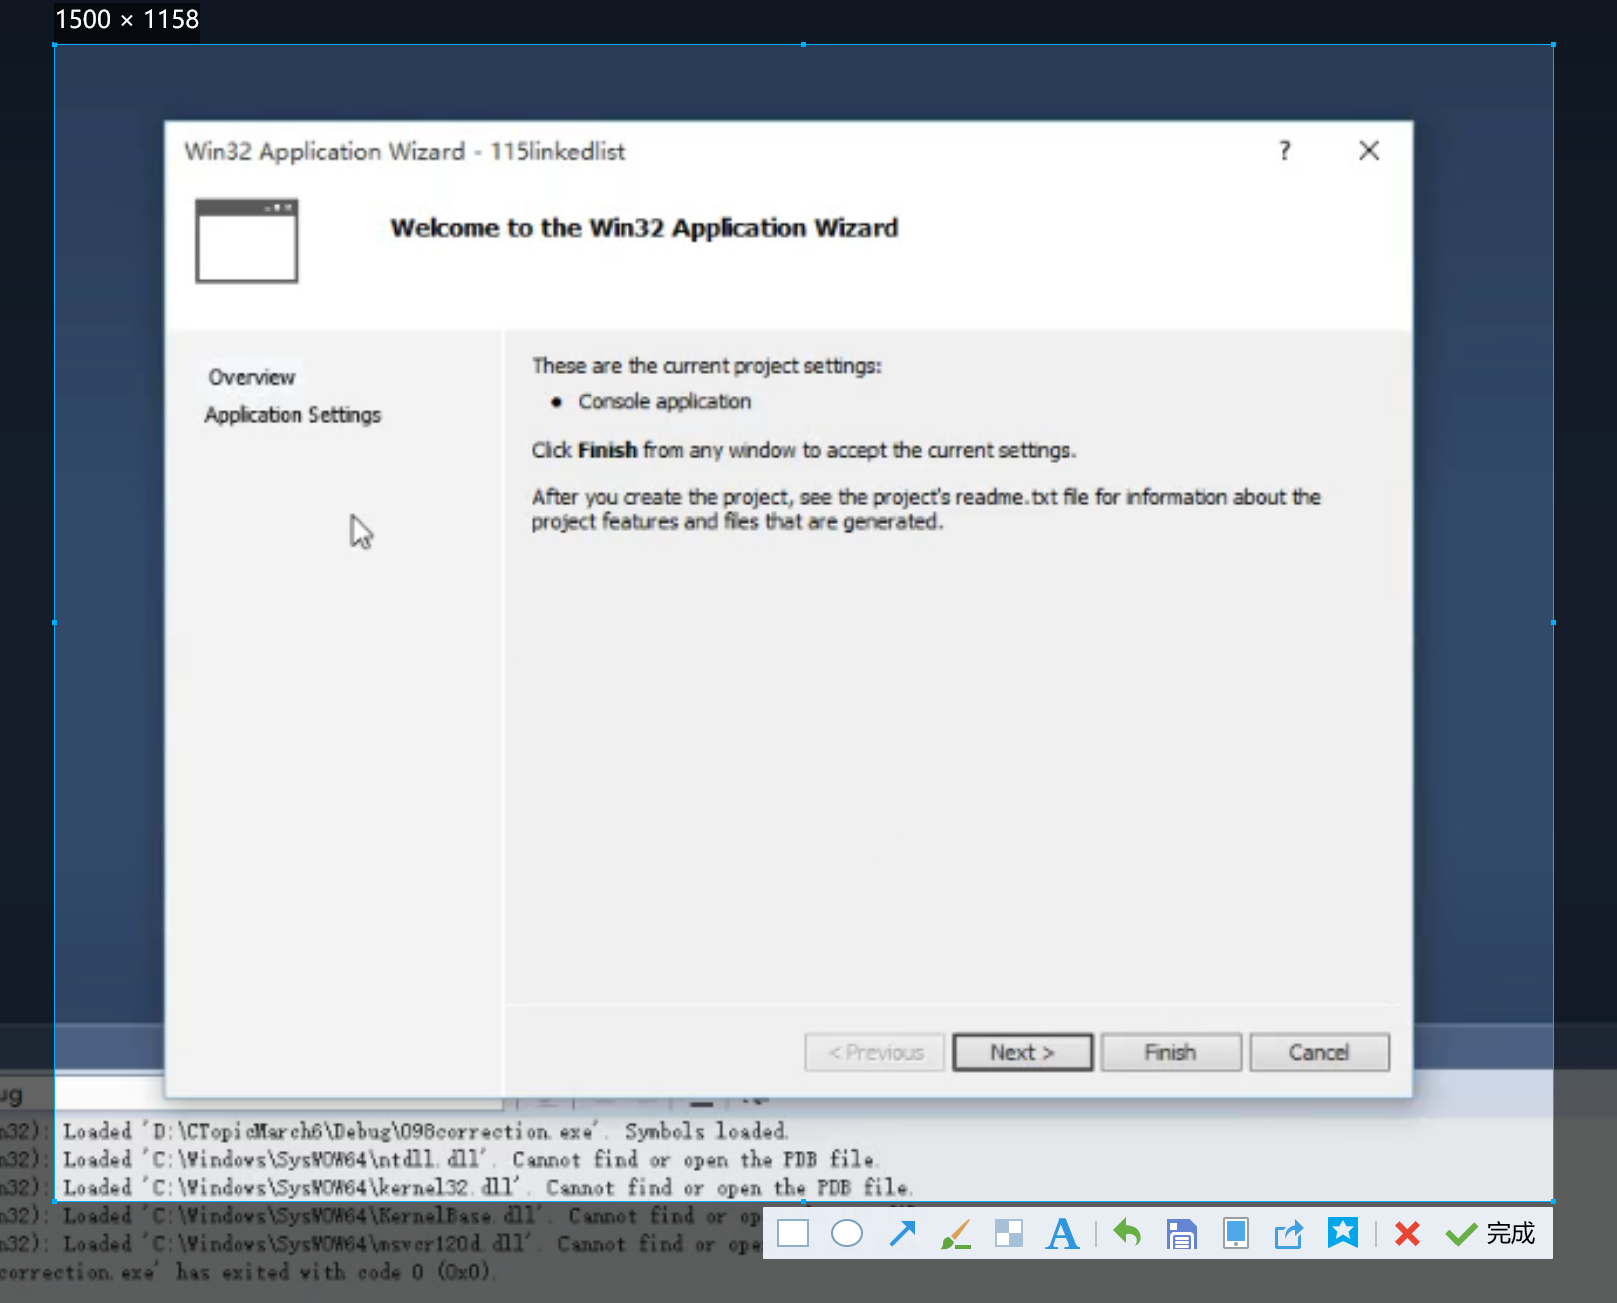 1500 × 1158
Win32 Application Wizard - 115linkedlist
?
Welcome to the Win32 Application Wizard
Overview
Application Settings
These are the current project settings:
• Console application
Click Finish from any window to accept the current settings.
After you create the project, see the project's readme.txt file for information about the
project features and files that are generated.
< Previous
Next >
Finish
Cancel
ug
n32): Loaded 'D:\CTopicMarch6\Debug\098correction.exe'. Symbols loaded.
n32): Loaded 'C:\Windows\SysWOW64\ntdll.dll'. Cannot find or open the PDB file.
n32): Loaded 'C:\Windows\SysWOW64\kernel32.dll'. Cannot find or open the PDB file.
n32): Loaded 'C:\Windows\SysWOW64\KernelBase.dll'. Cannot find or op
n32): Loaded 'C:\Windows\SysWOW64\msvcr120d.dll'. Cannot find or ope
correction.exe' has exited with code 0 (0x0).
A
完成